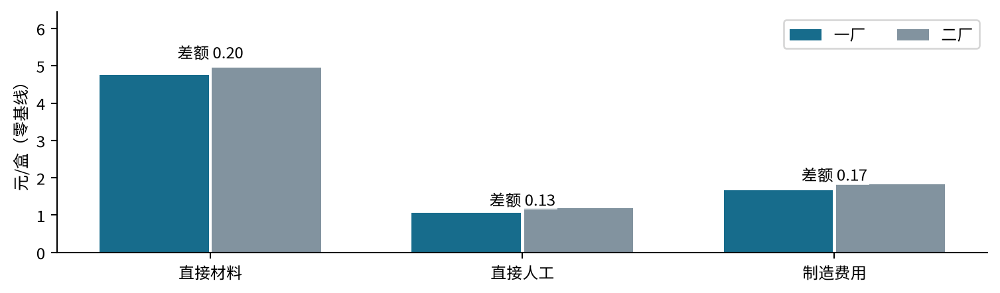 一厂 二厂
元/盒（零基线）
6
5
4
3
2
1
0
差额 0.20
差额 0.13
差额 0.17
直接材料 直接人工 制造费用